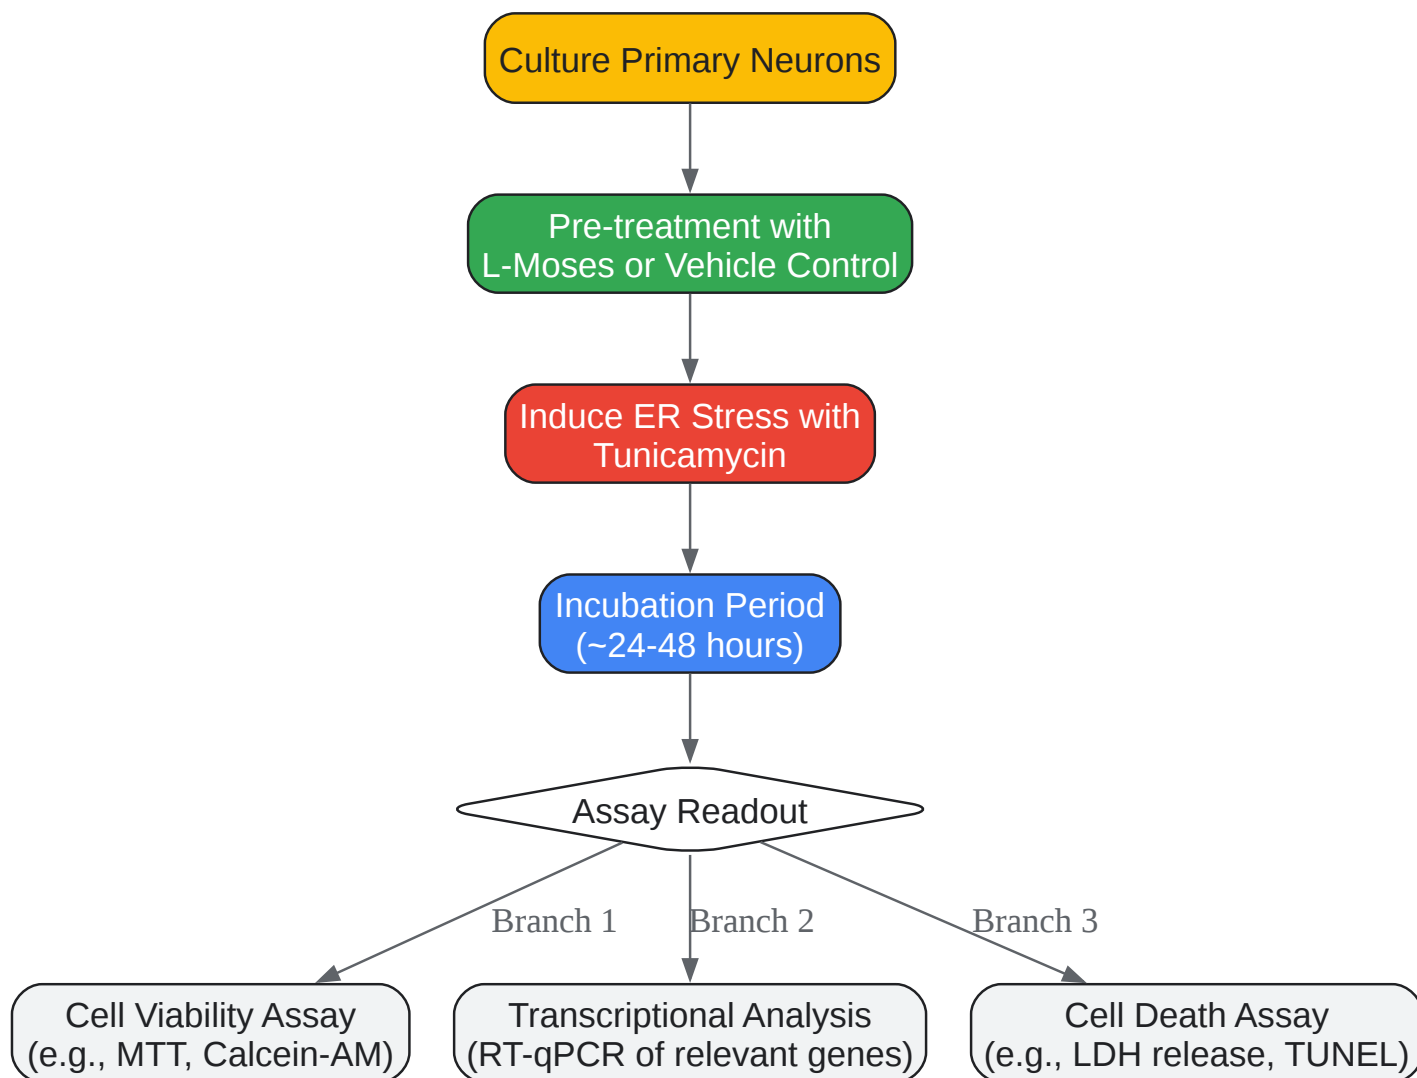 Culture Primary Neurons
Pre-treatment with
L-Moses or Vehicle Control
Induce ER Stress with
Tunicamycin
Incubation Period
(~24-48 hours)
Assay Readout
Branch 1
Branch 2
Branch 3
Cell Viability Assay
(e.g., MTT, Calcein-AM)
Transcriptional Analysis
(RT-qPCR of relevant genes)
Cell Death Assay
(e.g., LDH release, TUNEL)